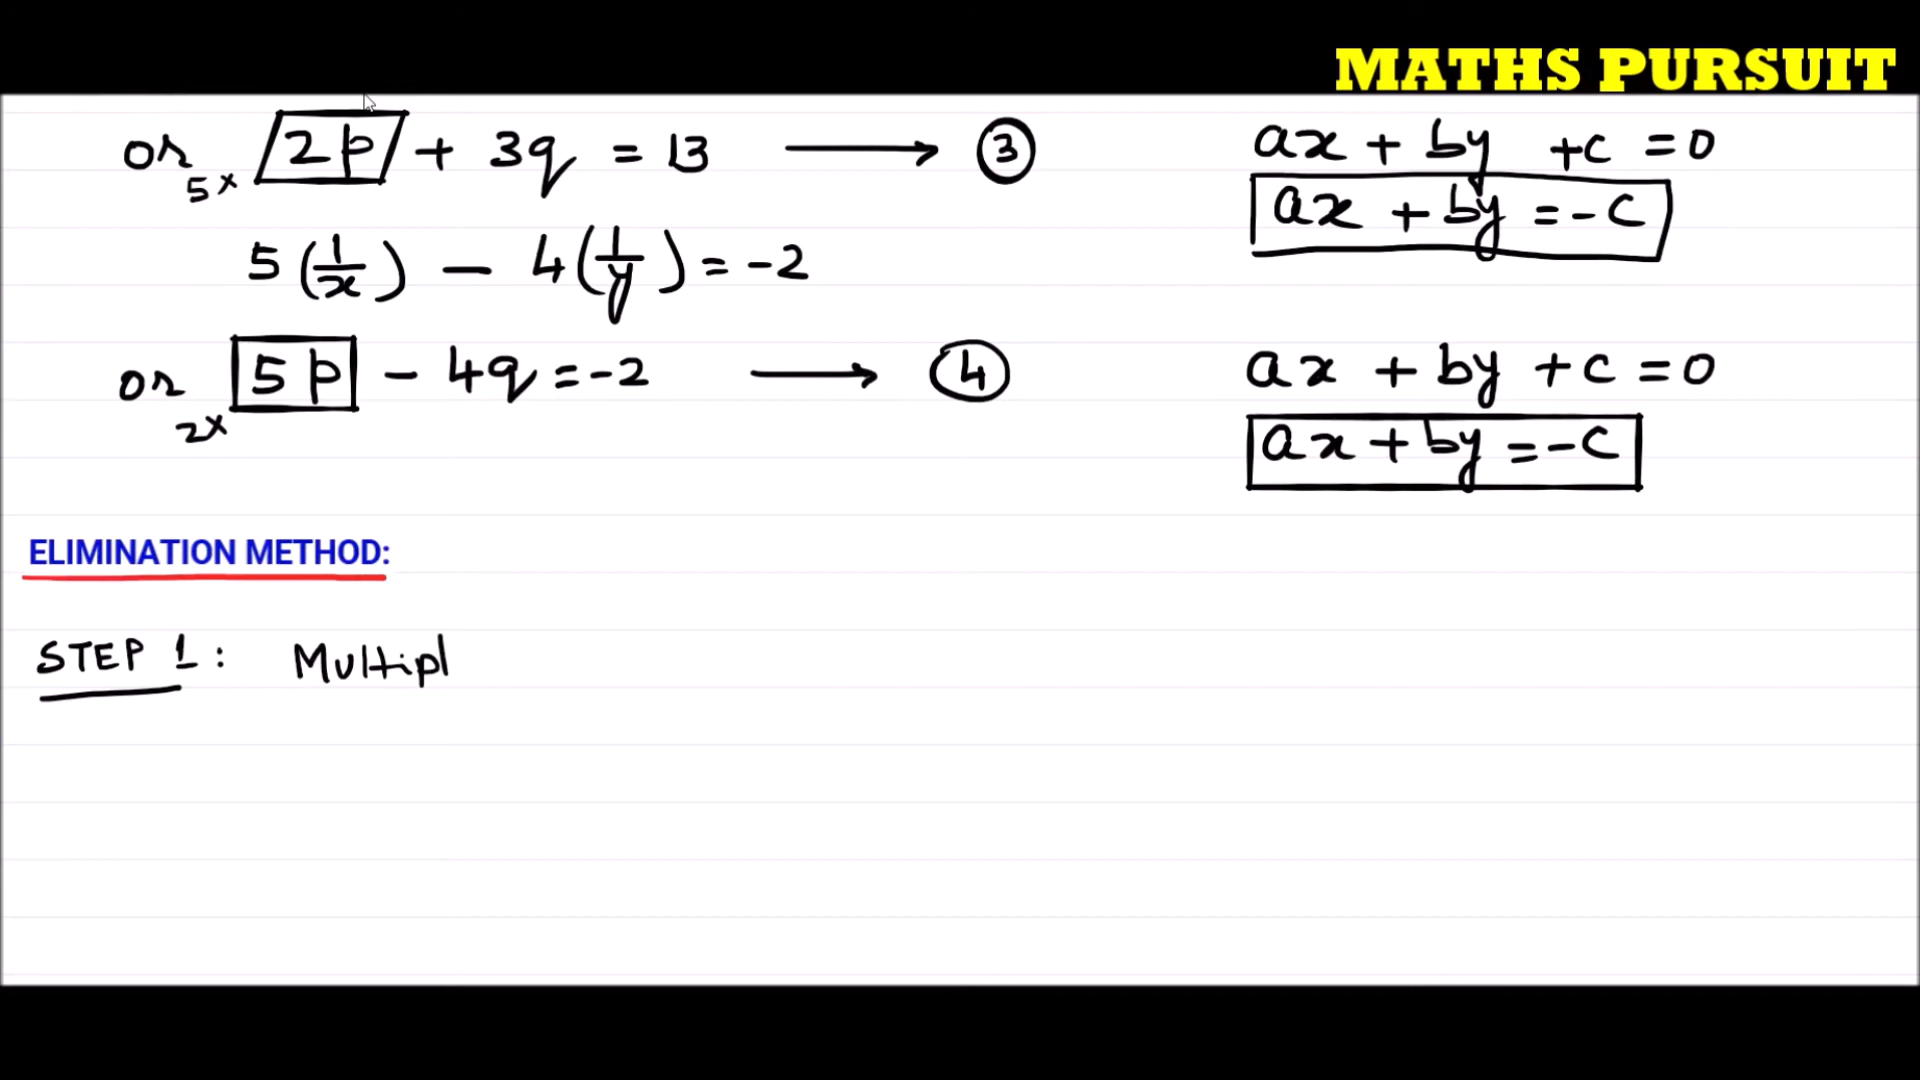 MATHS PURSUIT
or 5x 2p + 3q = 13 ⟶ ③
5(1/x) - 4(1/y) = -2
or 2x 5p - 4q = -2 ⟶ ④
ax + by + c = 0
ax + by = -c
ax + by + c = 0
ax + by = -c
ELIMINATION METHOD:
STEP 1: Multipl